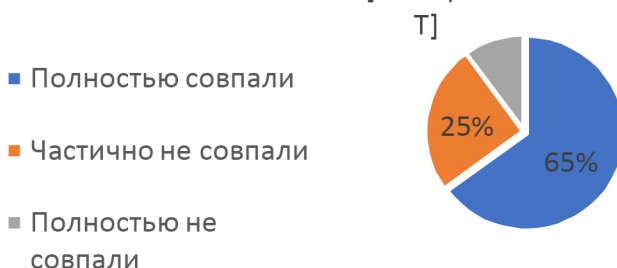 Т]
Полностью совпали
25%
Частично не совпали
65%
Полностью не
совпали